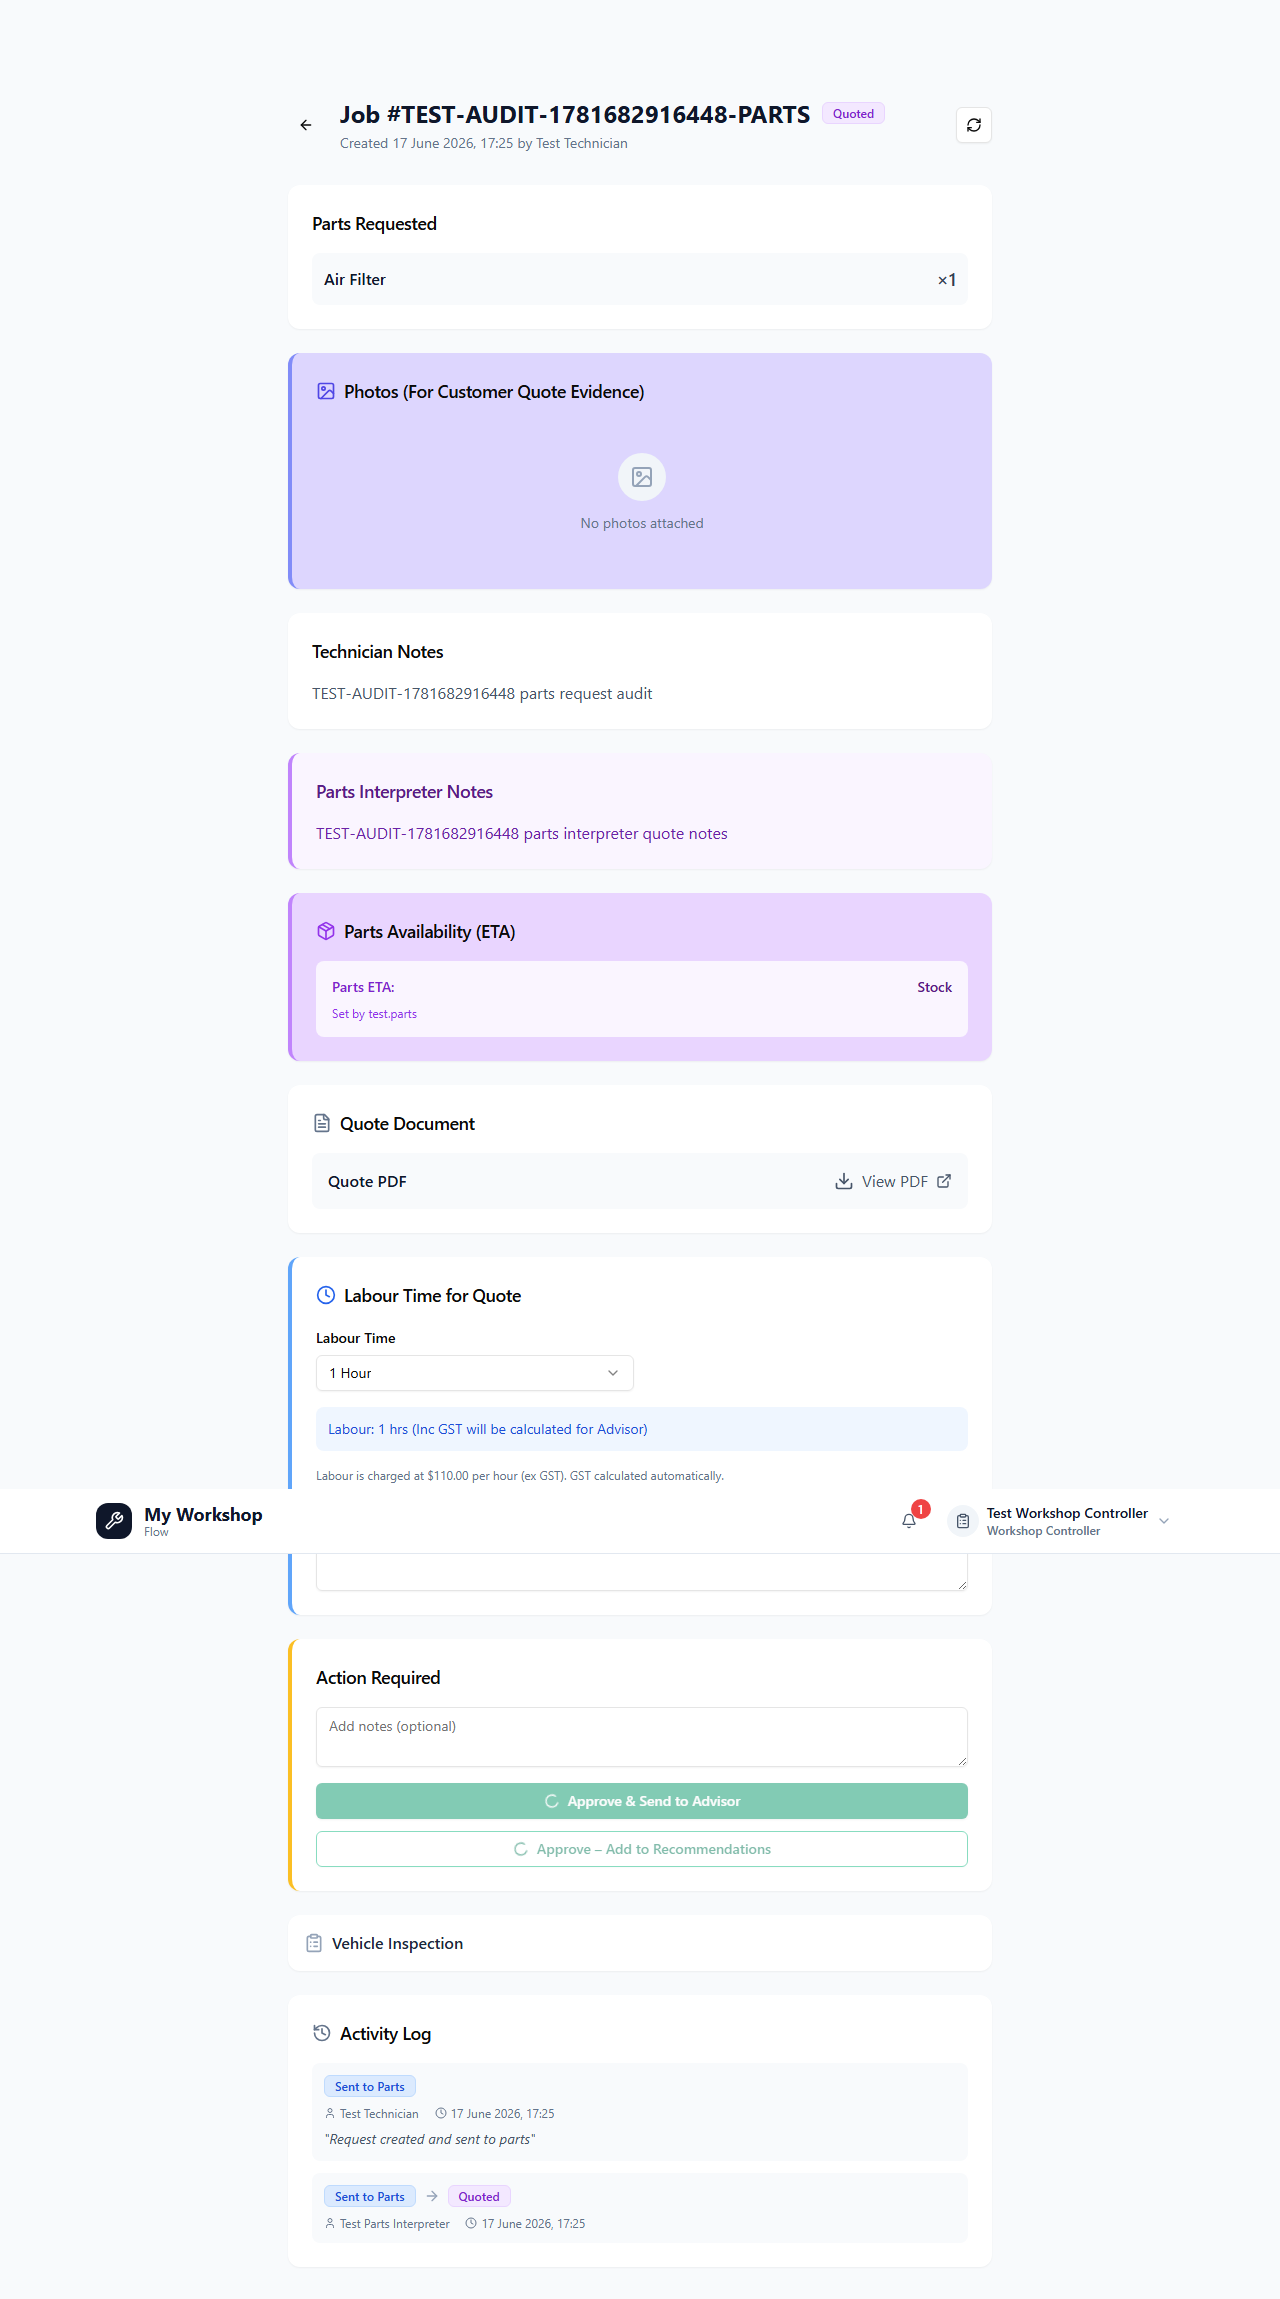 Job #TEST-AUDIT-1781682916448-PARTS Quoted
Created 17 June 2026, 17:25 by Test Technician
Parts Requested
Air Filter ×1
Photos (For Customer Quote Evidence)
No photos attached
Technician Notes
TEST-AUDIT-1781682916448 parts request audit
Parts Interpreter Notes
TEST-AUDIT-1781682916448 parts interpreter quote notes
Parts Availability (ETA)
Parts ETA: Stock
Set by test.parts
Quote Document
Quote PDF View PDF
Labour Time for Quote
Labour Time
1 Hour
Labour: 1 hrs (Inc GST will be calculated for Advisor)
Labour is charged at $110.00 per hour (ex GST). GST calculated automatically.
My Workshop
Flow
1
Test Workshop Controller
Workshop Controller
Action Required
Add notes (optional)
Approve & Send to Advisor
Approve – Add to Recommendations
Vehicle Inspection
Activity Log
Sent to Parts
Test Technician 17 June 2026, 17:25
"Request created and sent to parts"
Sent to Parts → Quoted
Test Parts Interpreter 17 June 2026, 17:25